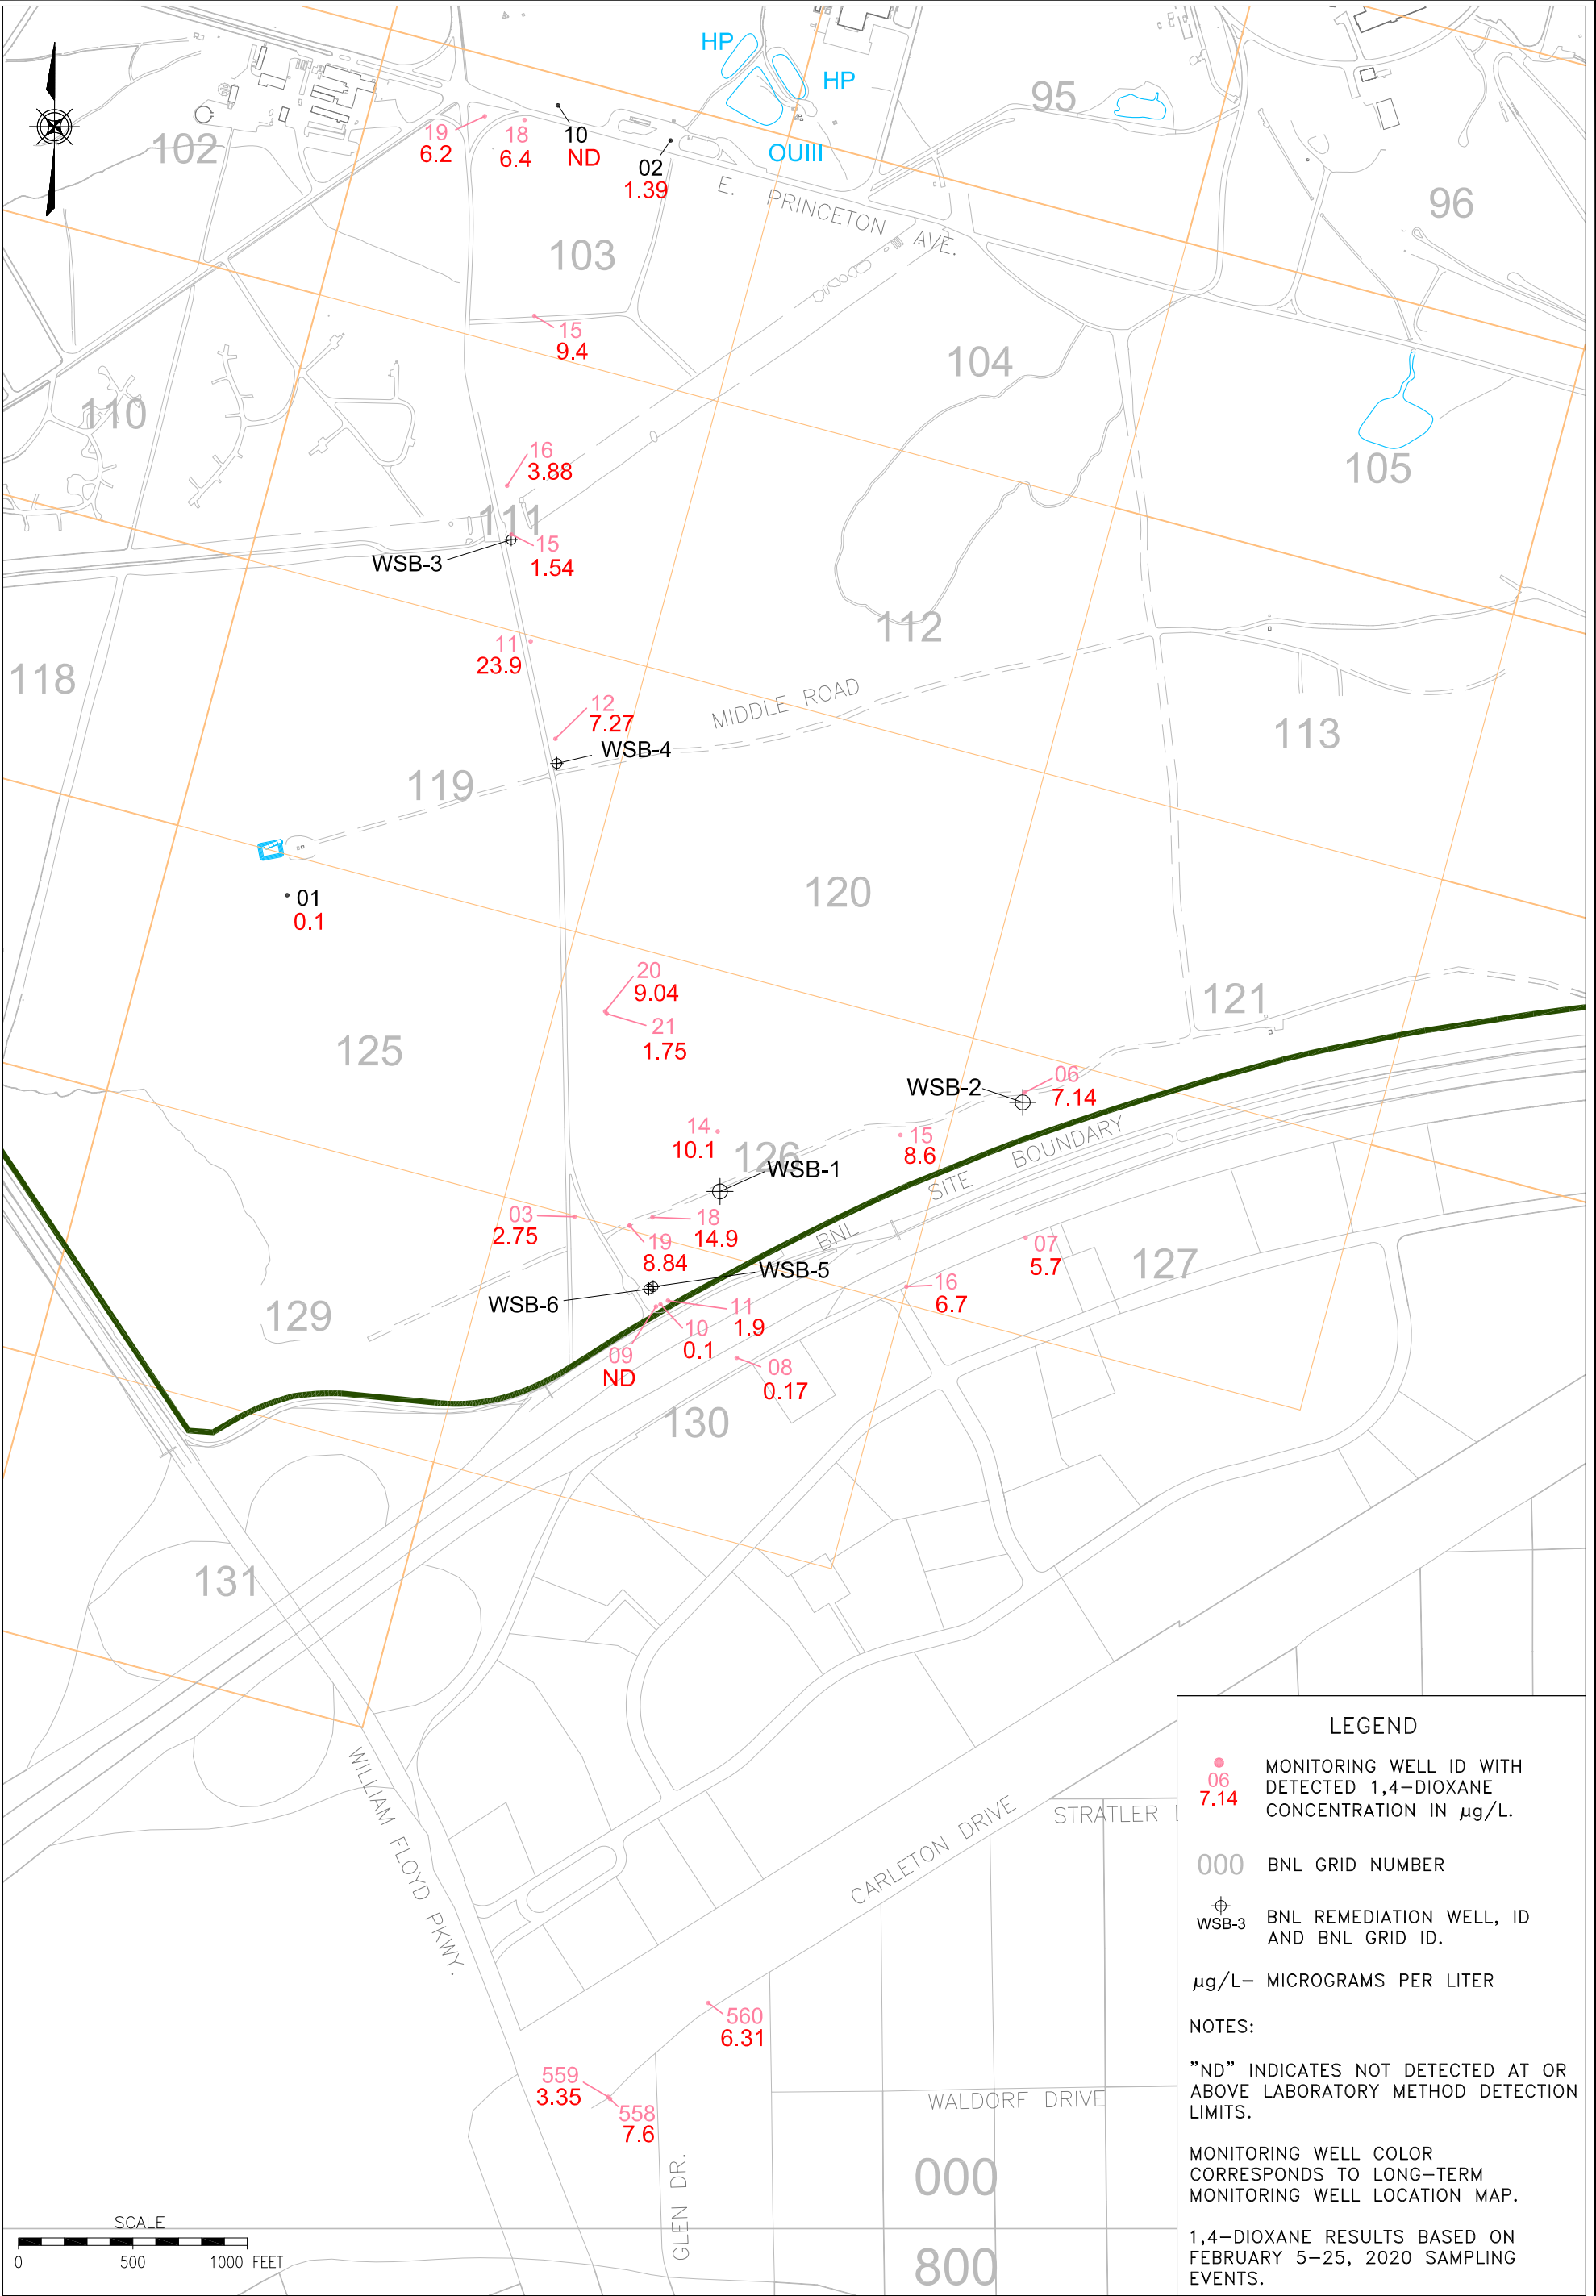 HP
HP
OUIII
95
96
102
19
6.2
18
6.4
10
ND
02
1.39
E. PRINCETON AVE.
103
15
9.4
104
105
110
16
3.88
111
WSB-3
15
1.54
112
11
23.9
118
12
7.27
MIDDLE ROAD
WSB-4
113
119
120
01
0.1
20
9.04
21
1.75
121
125
WSB-2
06
7.14
14
10.1
126
15
8.6
WSB-1
BNL SITE BOUNDARY
03
2.75
18
14.9
19
8.84
07
5.7
127
WSB-5
WSB-6
16
6.7
129
11
1.9
10
0.1
09
ND
08
0.17
130
131
WILLIAM FLOYD PKWY.
CARLETON DRIVE
STRATLER
560
6.31
559
3.35
558
7.6
WALDORF DRIVE
GLEN DR.
000
800
SCALE
0 500 1000 FEET
LEGEND
06
7.14
MONITORING WELL ID WITH
DETECTED 1,4-DIOXANE
CONCENTRATION IN µg/L.
000 BNL GRID NUMBER
WSB-3
BNL REMEDIATION WELL, ID
AND BNL GRID ID.
µg/L- MICROGRAMS PER LITER
NOTES:
"ND" INDICATES NOT DETECTED AT OR
ABOVE LABORATORY METHOD DETECTION
LIMITS.
MONITORING WELL COLOR
CORRESPONDS TO LONG-TERM
MONITORING WELL LOCATION MAP.
1,4-DIOXANE RESULTS BASED ON
FEBRUARY 5-25, 2020 SAMPLING
EVENTS.